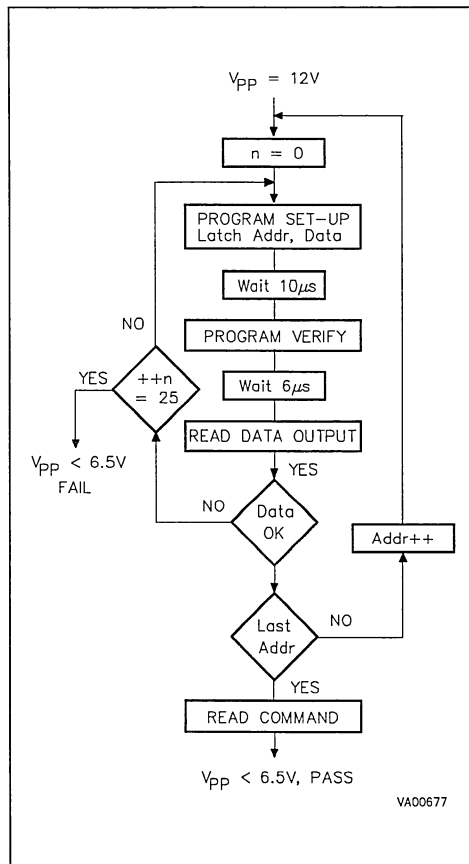 VPP = 12V
n = 0
PROGRAM SET-UP
Latch Addr, Data
Wait 10μs
NO
PROGRAM VERIFY
YES
++n
= 25
Wait 6μs
READ DATA OUTPUT
VPP < 6.5V
FAIL
YES
NO
Data
OK
Addr++
Last
Addr
NO
YES
READ COMMAND
VPP < 6.5V, PASS
VA00677